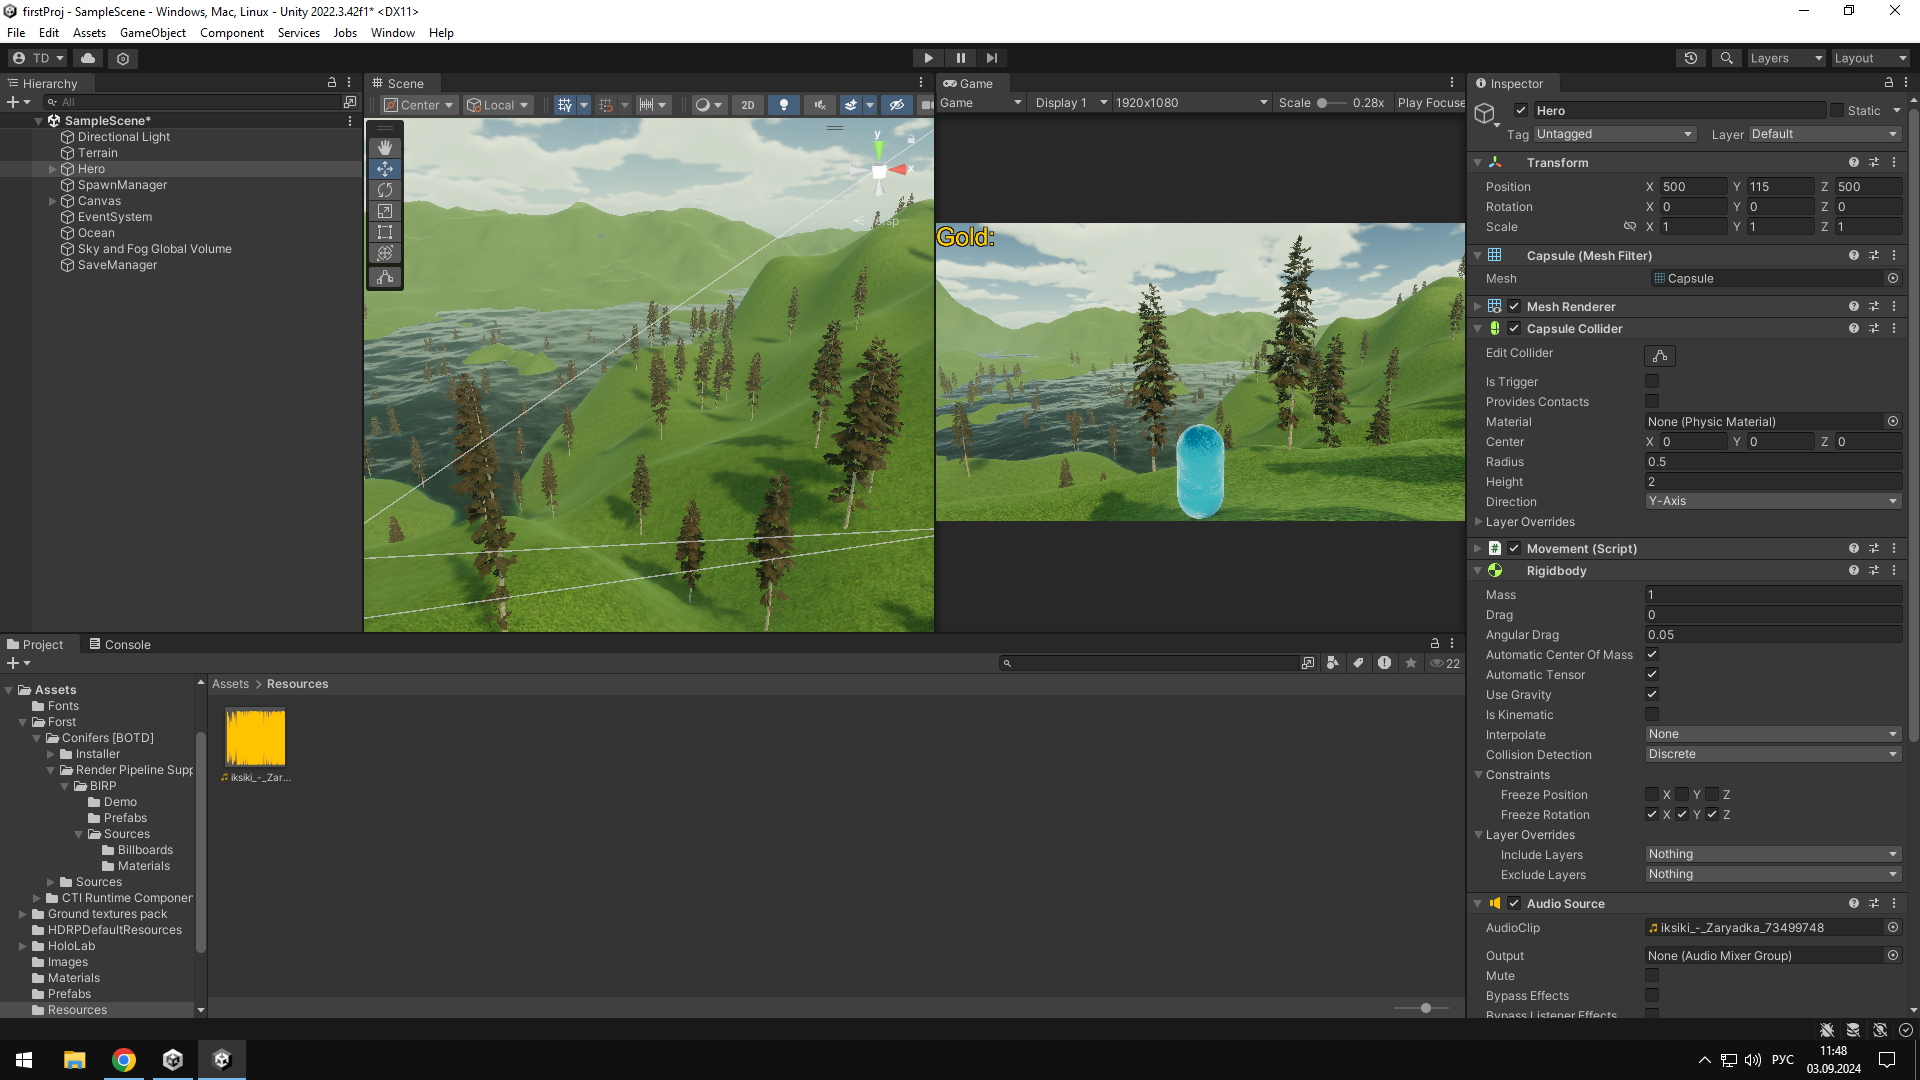 firstProj - SampleScene - Windows, Mac, Linux - Unity 2022.3.42f1* <DX11>
File Edit Assets GameObject Component Services Jobs Window Help
TD Layers Layout
Hierarchy
All
SampleScene*
Directional Light
Terrain
Hero
SpawnManager
Canvas
EventSystem
Ocean
Sky and Fog Global Volume
SaveManager
Scene
Center Local 2D
y
x
Game
Game Display 1 1920x1080 Scale 0.28x Play Focuse
Gold:
Inspector
Hero Static
Tag Untagged Layer Default
Transform
Position X 500 Y 115 Z 500
Rotation X 0 Y 0 Z 0
Scale X 1 Y 1 Z 1
Capsule (Mesh Filter)
Mesh Capsule
Mesh Renderer
Capsule Collider
Edit Collider
Is Trigger
Provides Contacts
Material None (Physic Material)
Center X 0 Y 0 Z 0
Radius 0.5
Height 2
Direction Y-Axis
Layer Overrides
Movement (Script)
Rigidbody
Mass 1
Drag 0
Angular Drag 0.05
Automatic Center Of Mass
Automatic Tensor
Use Gravity
Is Kinematic
Interpolate None
Collision Detection Discrete
Constraints
Freeze Position X Y Z
Freeze Rotation X Y Z
Layer Overrides
Include Layers Nothing
Exclude Layers Nothing
Audio Source
AudioClip iksiki_-_Zaryadka_73499748
Output None (Audio Mixer Group)
Mute
Bypass Effects
Bypass Listener Effects
Project Console
22
Assets
Fonts
Forst
Conifers [BOTD]
Installer
Render Pipeline Supp
BIRP
Demo
Prefabs
Sources
Billboards
Materials
Sources
CTI Runtime Componen
Ground textures pack
HDRPDefaultResources
HoloLab
Images
Materials
Prefabs
Resources
Assets > Resources
iksiki_-_Zar...
РУС
11:48
03.09.2024